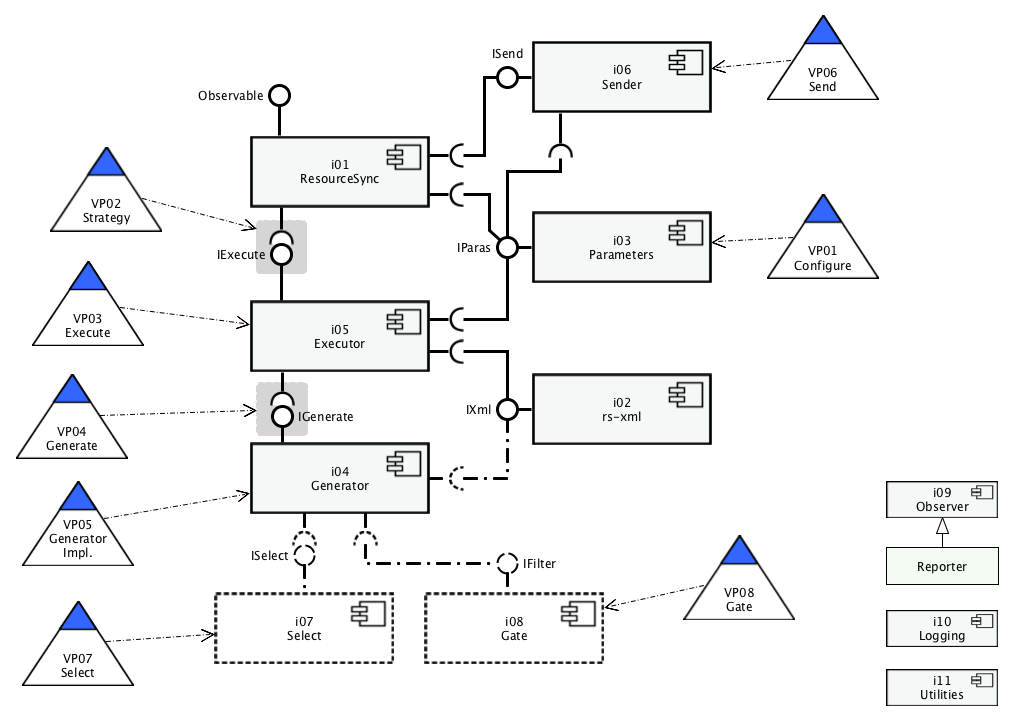 ISend
i06
Sender
VP06
Send
Observable
i01
ResourceSync
VP02
Strategy
IExecute
IParas
i03
Parameters
VP01
Configure
VP03
Execute
i05
Executor
VP04
Generate
IGenerate
IXml
i02
rs-xml
i04
Generator
VP05
Generator
Impl.
i09
Observer
Reporter
ISelect
IFilter
i07
Select
i08
Gate
VP08
Gate
VP07
Select
i10
Logging
i11
Utilities